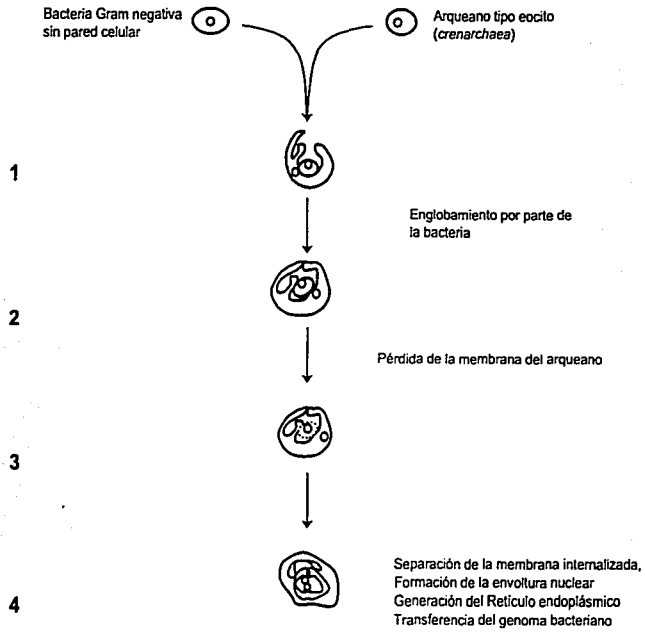 Bacteria Gram negativa
sin pared celular
Arqueano tipo eocito
(crenarchaea)
1
Englobamiento por parte de
la bacteria
2
Pérdida de la membrana del arqueano
3
Separación de la membrana internalizada,
Formación de la envoltura nuclear
Generación del Retículo endoplásmico
4
Transferencia del genoma bacteriano